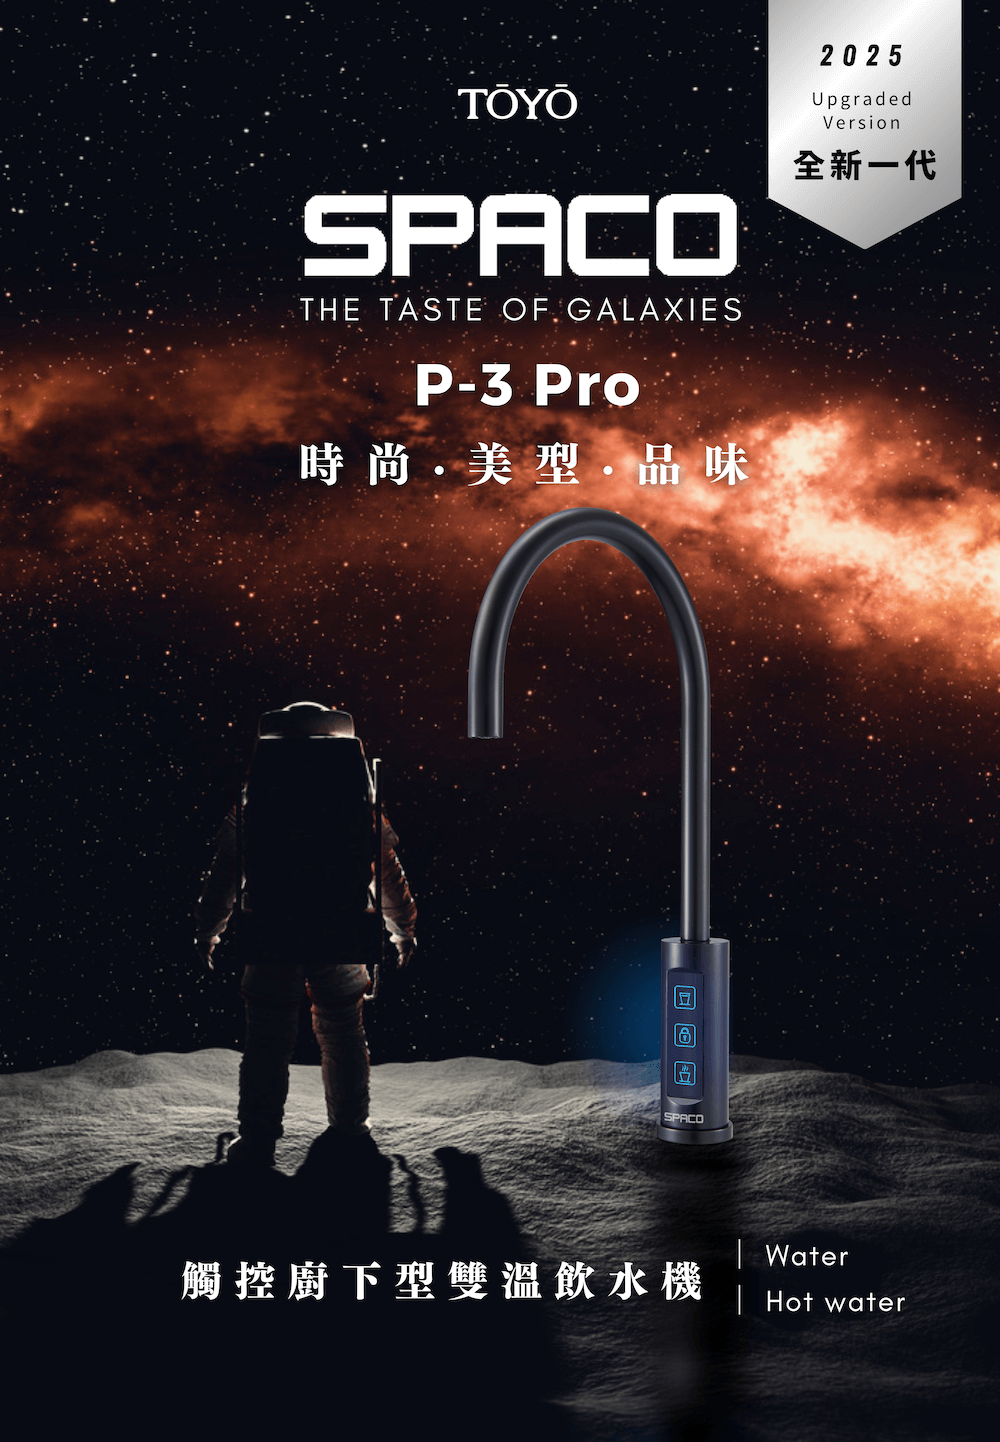 2025
Upgraded
Version
全新一代
TŌYŌ
SPACO
THE TASTE OF GALAXIES
P-3 Pro
時尚·美型·品味
SPACO
觸控廚下型雙溫飲水機
Water
Hot water